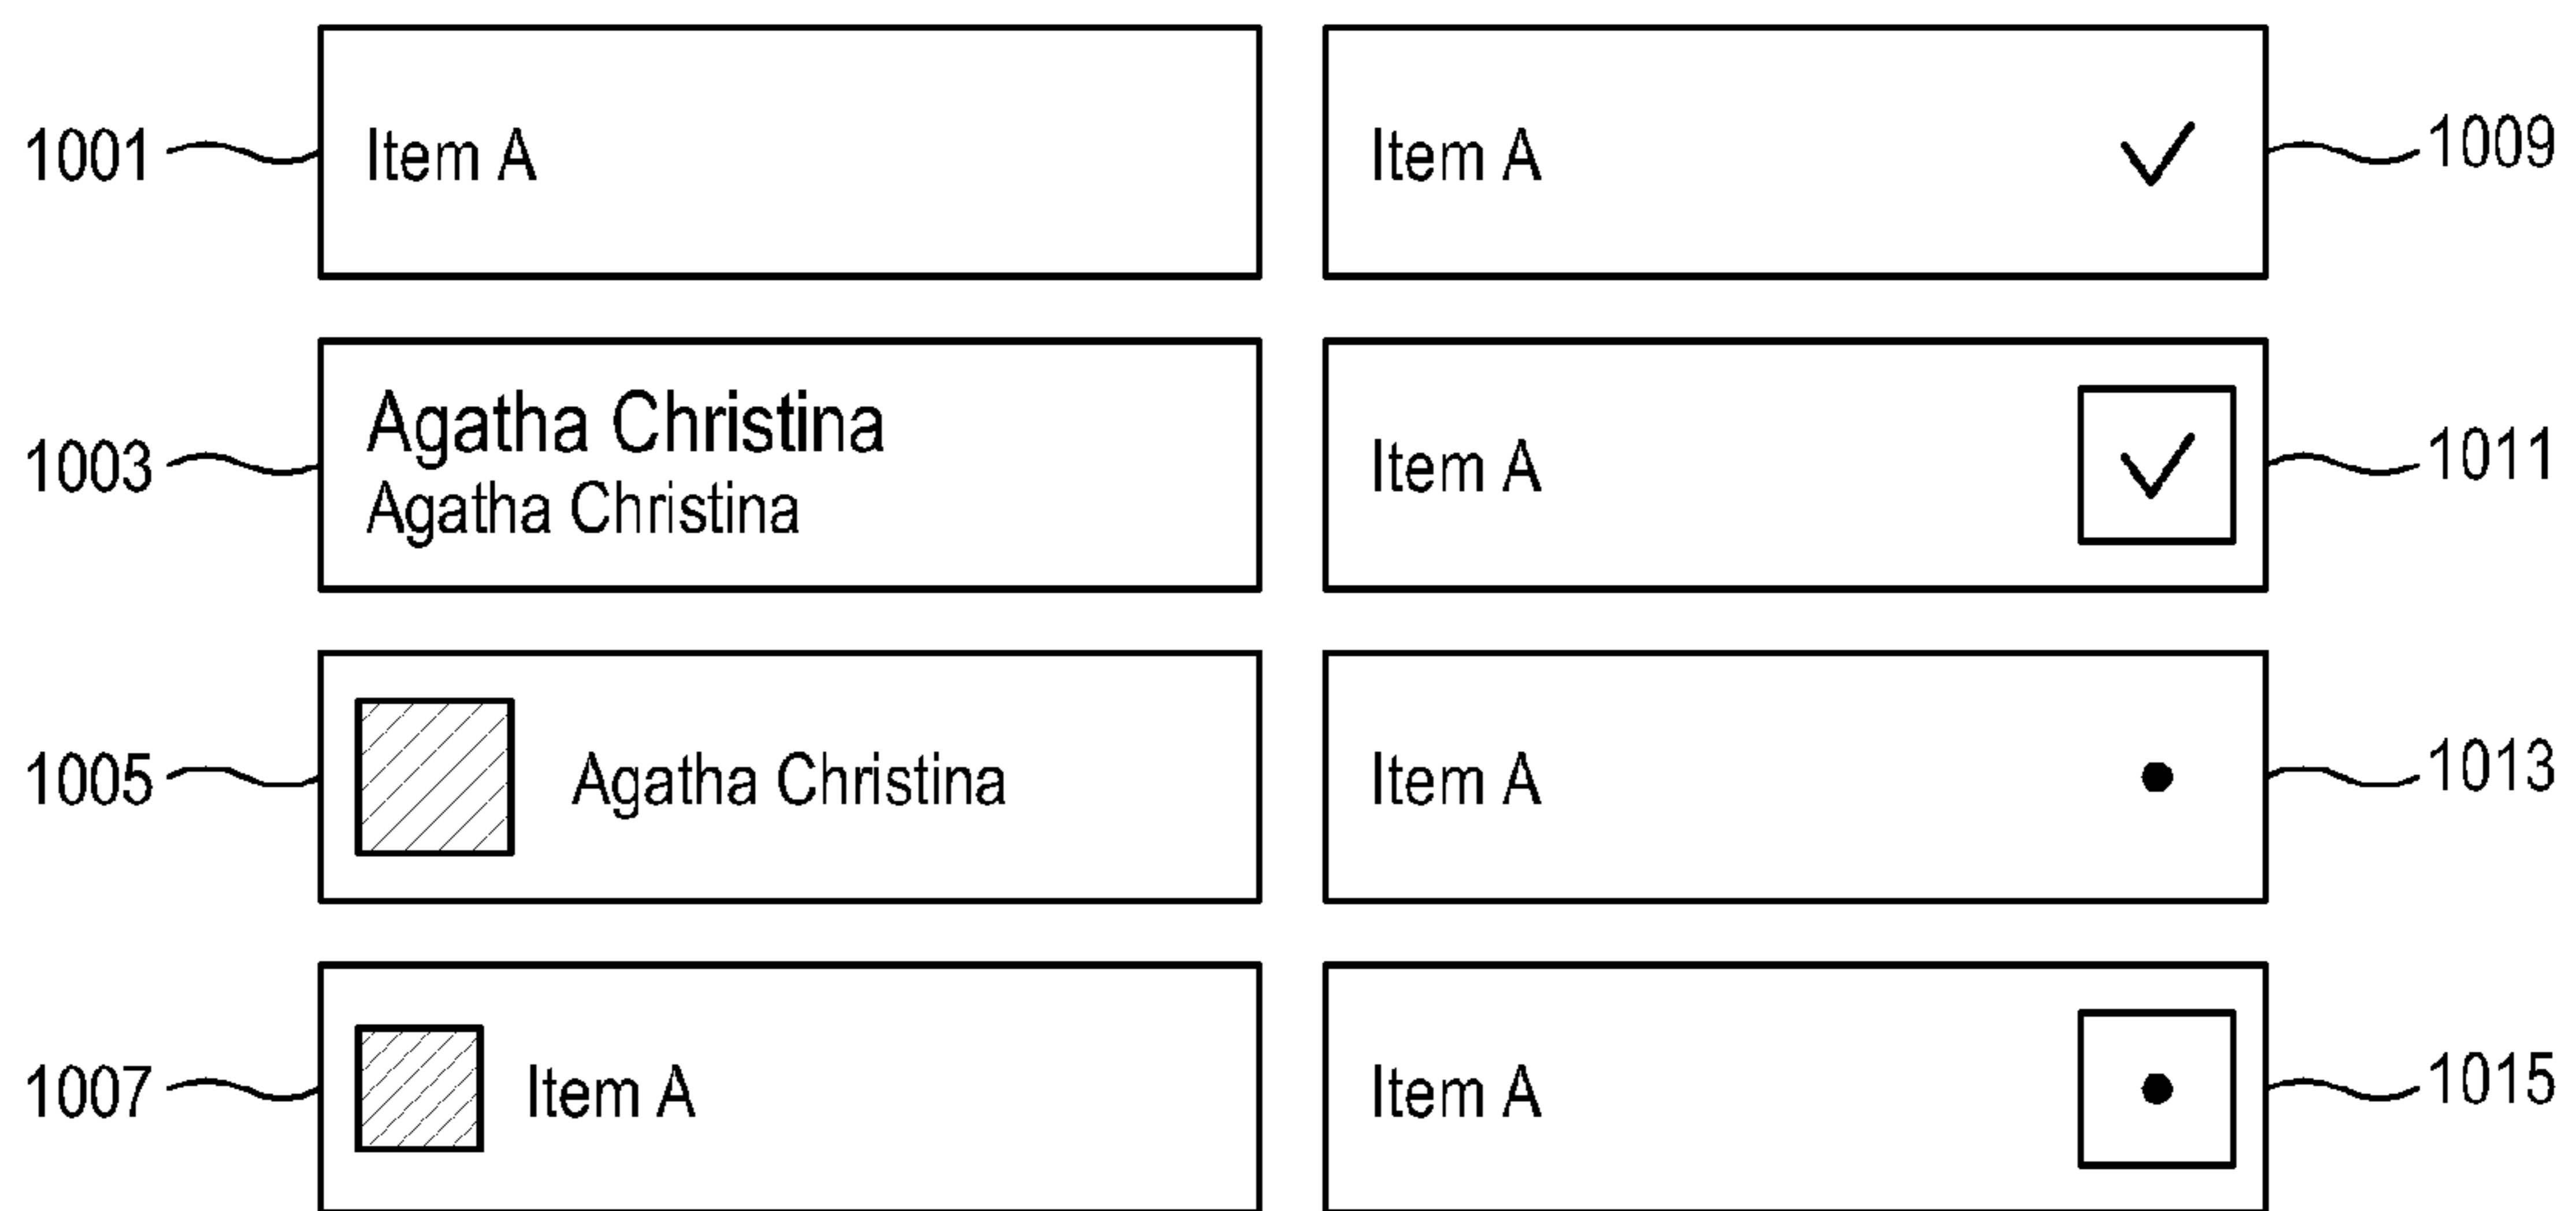 1001 Item A Item A 1009
1003 Agatha Christina
Agatha Christina
Item A 1011
1005 Agatha Christina Item A 1013
1007 Item A Item A 1015